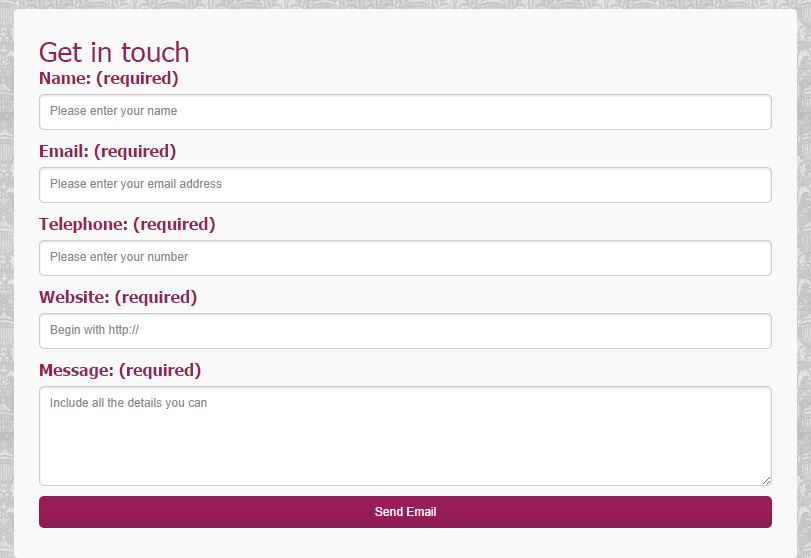 Get in touch
Name: (required)
Please enter your name
Email: (required)
Please enter your email address
Telephone: (required)
Please enter your number
Website: (required)
Begin with http://
Message: (required)
Include all the details you can
Send Email